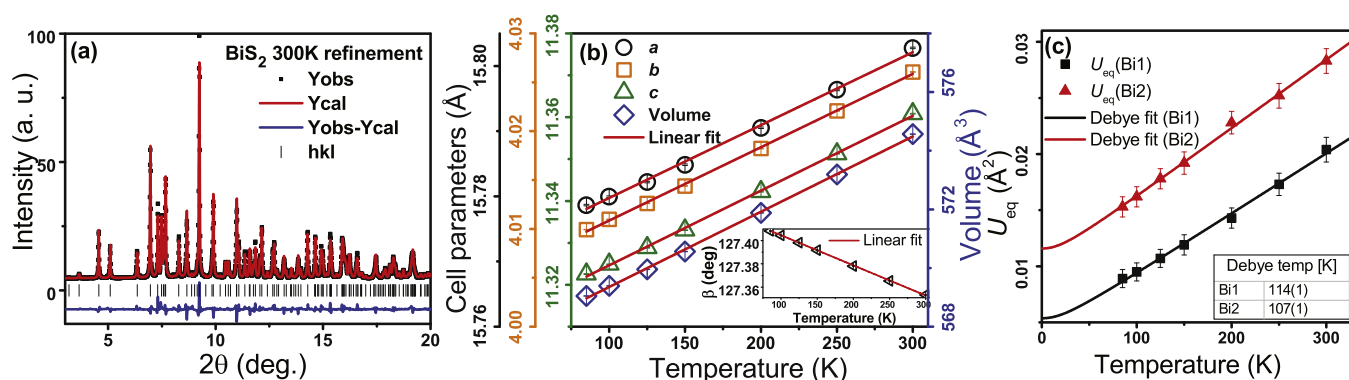 (a)
BiS2 300K refinement
Yobs
Ycal
Yobs-Ycal
hkl
100
50
0
Intensity (a. u.)
5
10
15
20
2θ (deg.)
(b)
a
b
c
Volume
Linear fit
15.80
15.78
15.76
Cell parameters (Å)
4.03
4.02
4.01
4.00
11.38
11.36
11.34
11.32
100
150
200
250
300
Temperature (K)
576
572
568
Volume (Å3)
127.40
127.38
127.36
β (deg)
Linear fit
100
150
200
250
300
Temperature (K)
(c)
Ueq(Bi1)
Ueq(Bi2)
Debye fit (Bi1)
Debye fit (Bi2)
0.03
0.02
0.01
Ueq (Å2)
0
100
200
300
Temperature (K)
Debye temp [K]
Bi1 114(1)
Bi2 107(1)